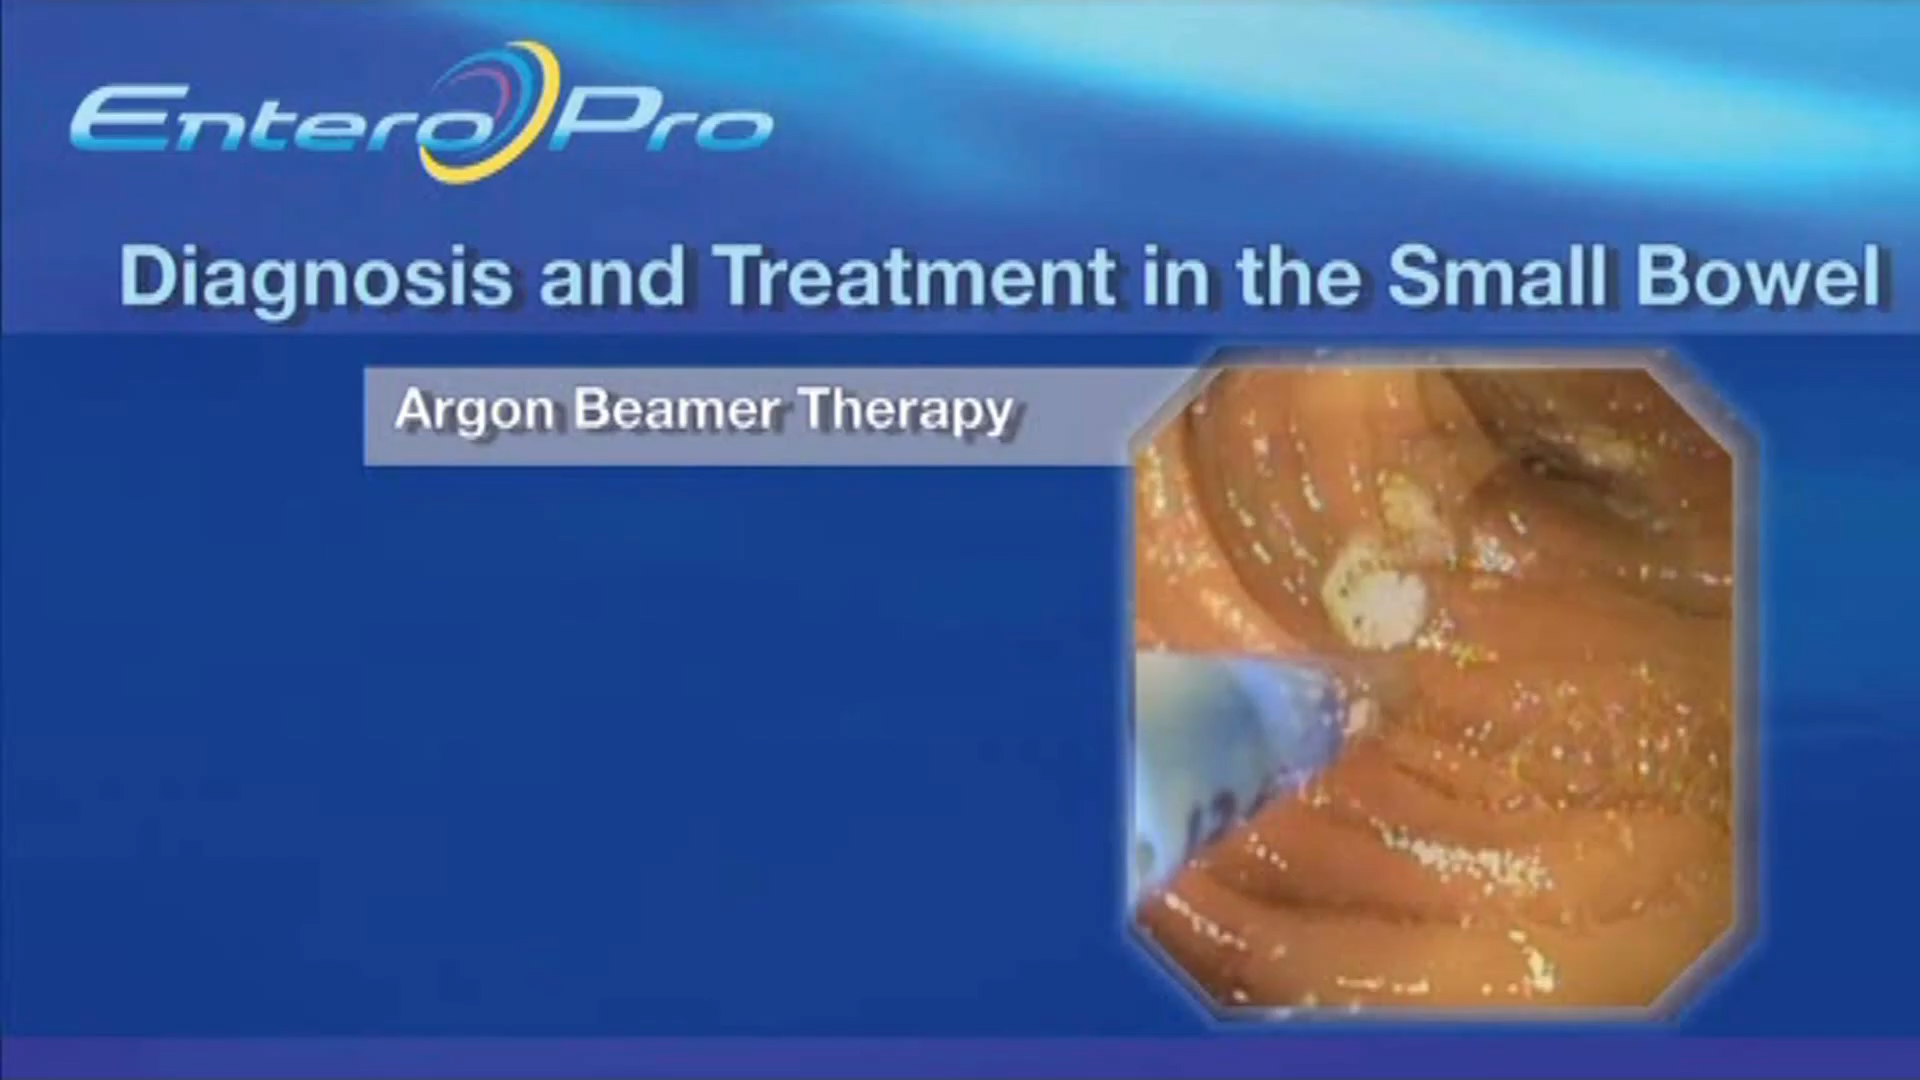 EnteroPro
Diagnosis and Treatment in the Small Bowel
Argon Beamer Therapy